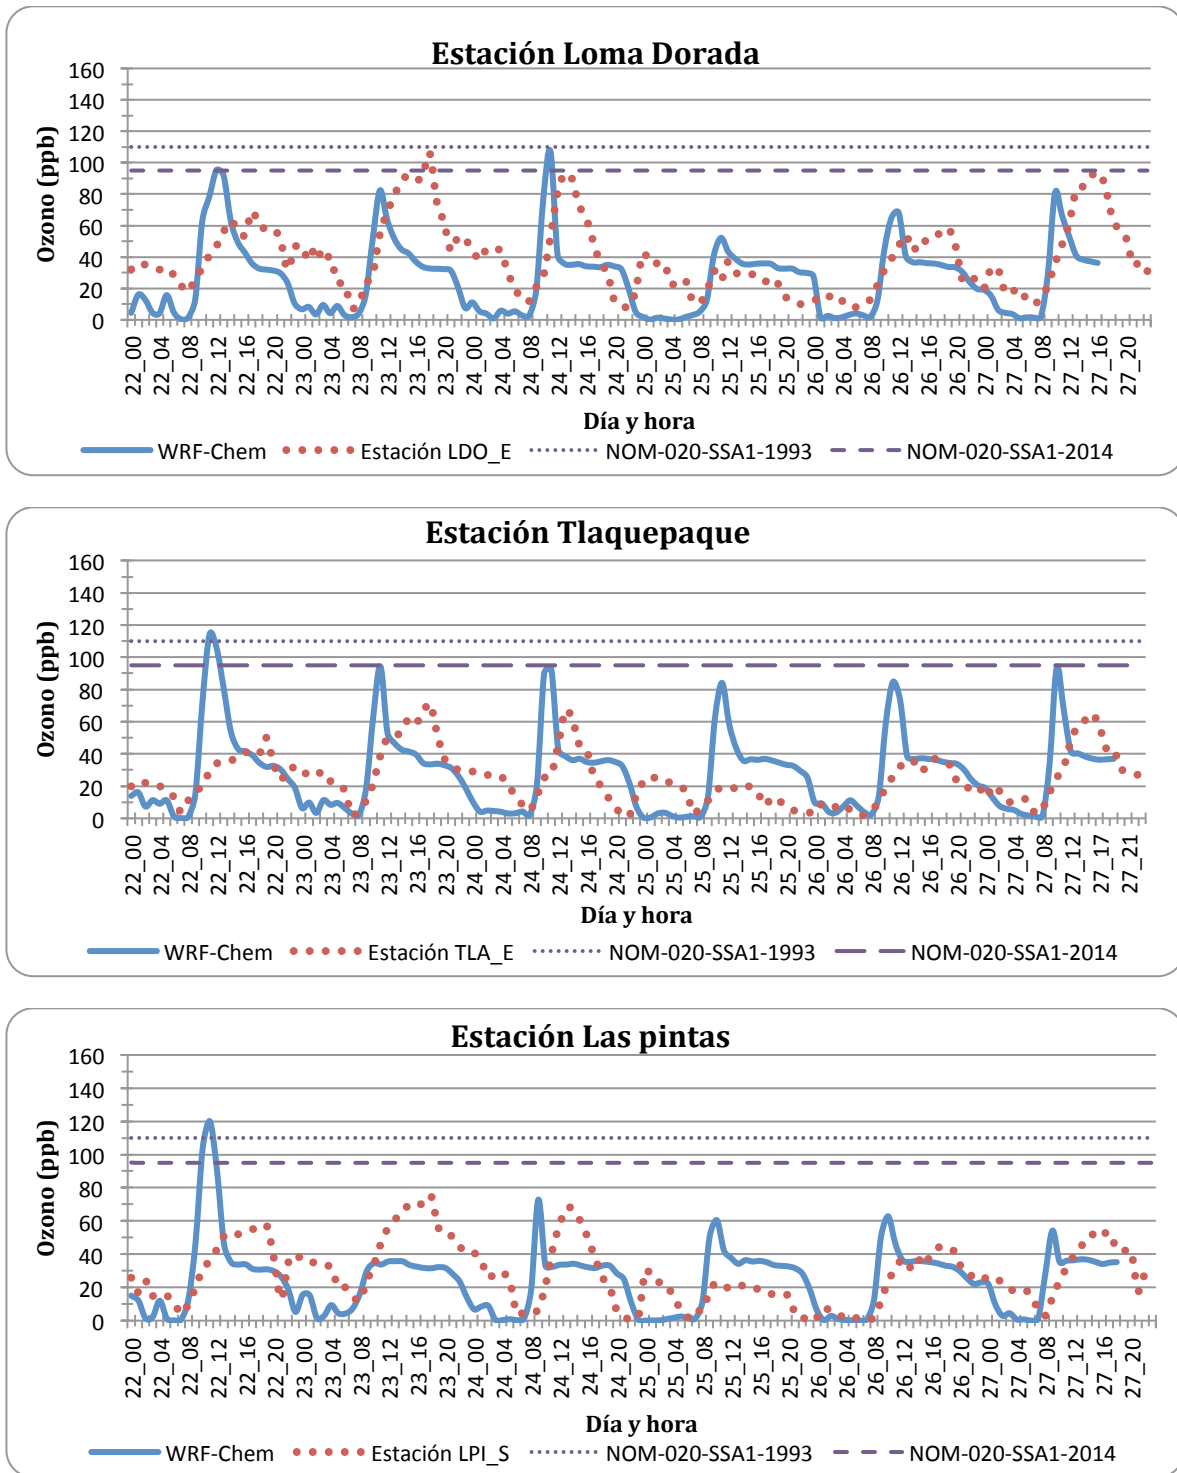 Estación Loma Dorada
160
140
120
100
80
60
40
20
0
Ozono (ppb)
22_00 22_04 22_08 22_12 22_16 22_20 23_00 23_04 23_08 23_12 23_16 23_20 24_00 24_04 24_08 24_12 24_16 24_20 25_00 25_04 25_08 25_12 25_16 25_20 26_00 26_04 26_08 26_12 26_16 26_20 27_00 27_04 27_08 27_12 27_16 27_20
Día y hora
WRF-Chem Estación LDO_E NOM-020-SSA1-1993 NOM-020-SSA1-2014
Estación Tlaquepaque
160
140
120
100
80
60
40
20
0
Ozono (ppb)
22_00 22_04 22_08 22_12 22_16 22_20 23_00 23_04 23_08 23_12 23_16 23_20 24_00 24_04 24_08 24_12 24_16 24_20 25_00 25_04 25_08 25_12 25_16 25_20 26_00 26_04 26_08 26_12 26_16 26_20 27_00 27_04 27_08 27_12 27_17 27_21
Día y hora
WRF-Chem Estación TLA_E NOM-020-SSA1-1993 NOM-020-SSA1-2014
Estación Las pintas
160
140
120
100
80
60
40
20
0
Ozono (ppb)
22_00 22_04 22_08 22_12 22_16 22_20 23_00 23_04 23_08 23_12 23_16 23_20 24_00 24_04 24_08 24_12 24_16 24_20 25_00 25_04 25_08 25_12 25_16 25_20 26_00 26_04 26_08 26_12 26_16 26_20 27_00 27_04 27_08 27_12 27_16 27_20
Día y hora
WRF-Chem Estación LPI_S NOM-020-SSA1-1993 NOM-020-SSA1-2014